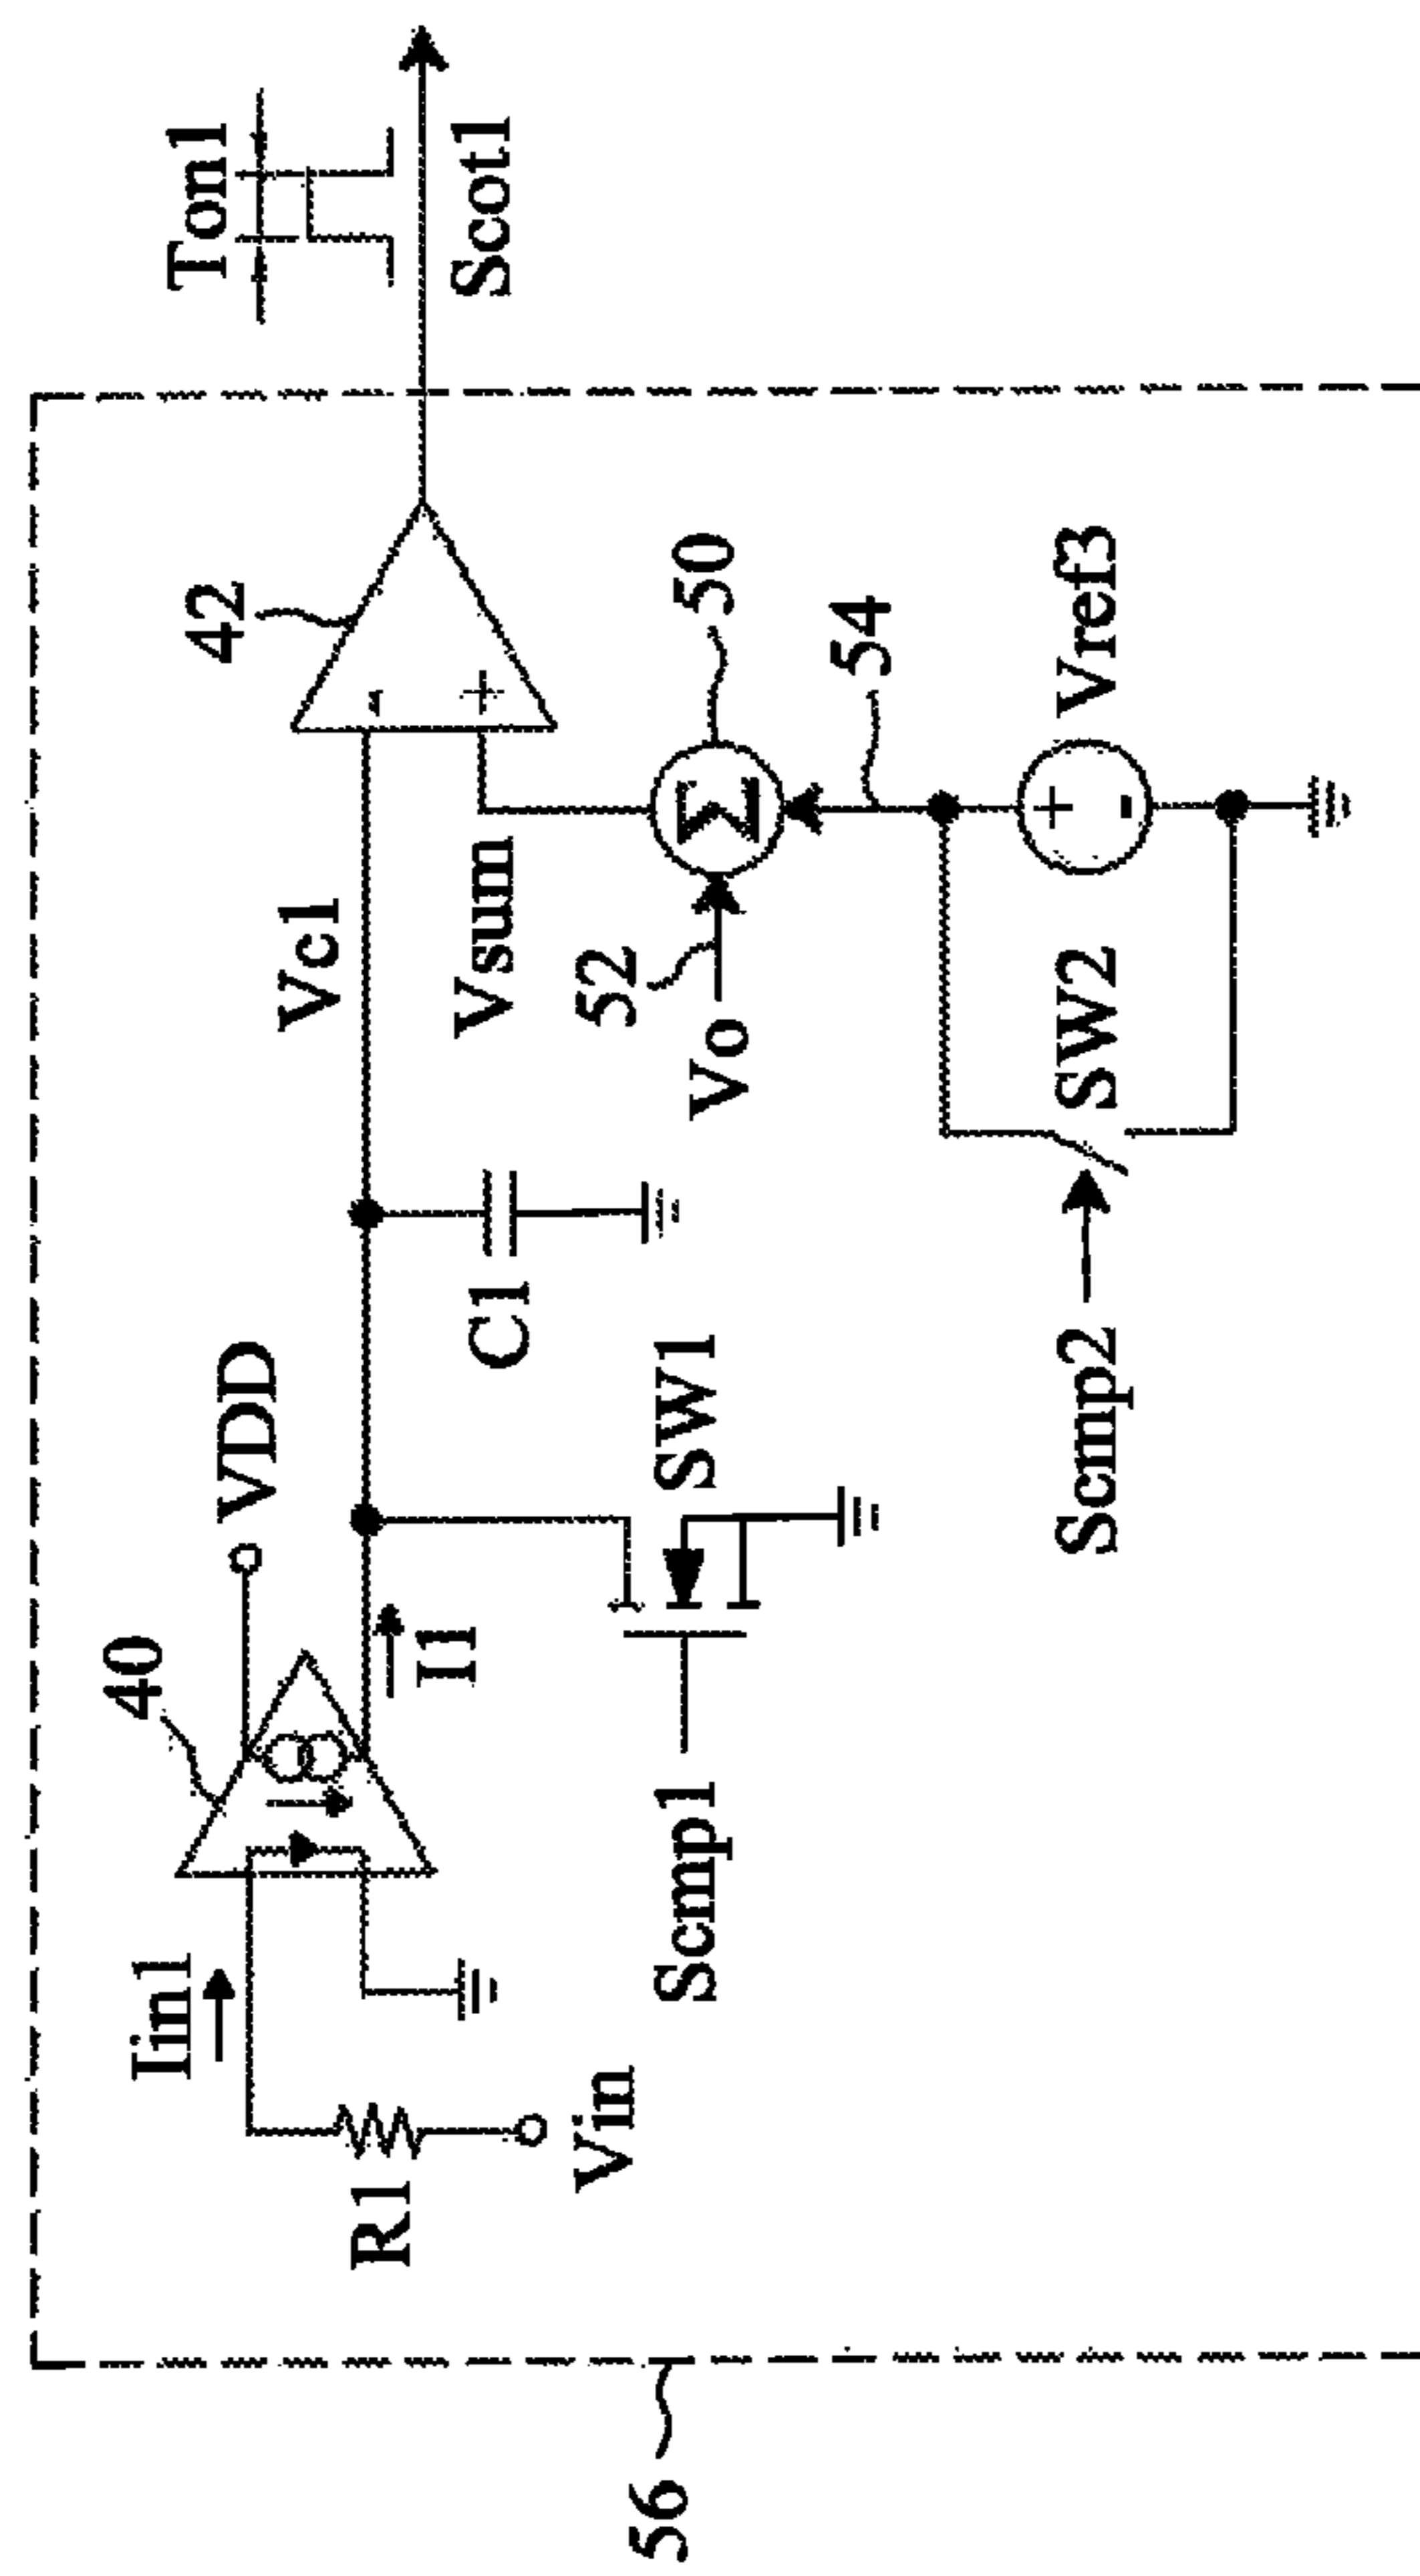 Ton1
Scot1
42
-
+
Vc1
Vsum
50
Σ
52
Vo
54
Vref3
+
-
SW2
Scmp2
C1
VDD
40
I1
SW1
Scmp1
Iin1
R1
Vin
56